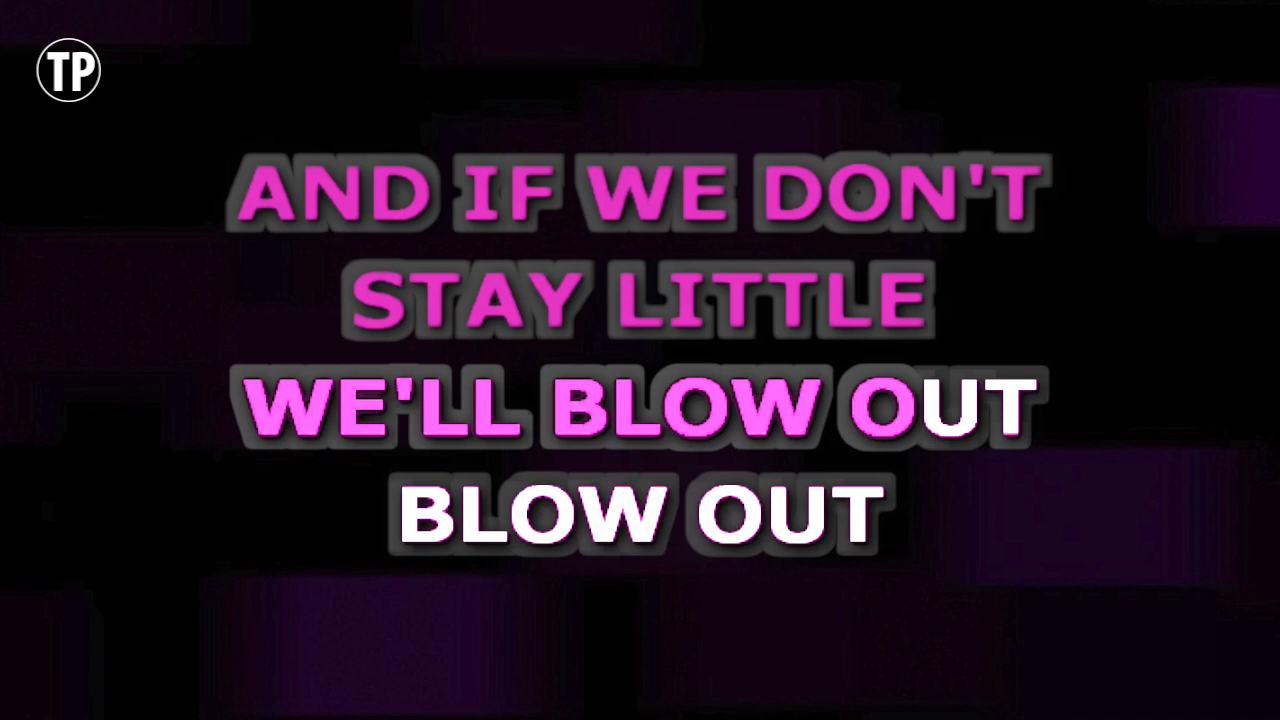 TP
AND IF WE DON'T
STAY LITTLE
WE'LL BLOW OUT
BLOW OUT